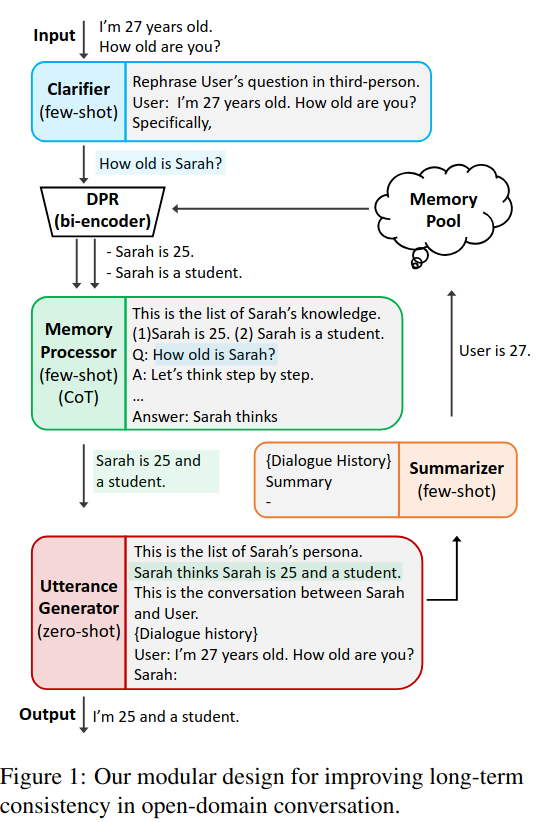 Input
I'm 27 years old.
How old are you?
Clarifier
(few-shot)
Rephrase User's question in third-person.
User:  I'm 27 years old. How old are you?
Specifically,
How old is Sarah?
DPR
(bi-encoder)
Memory
Pool
- Sarah is 25.
- Sarah is a student.
Memory
Processor
(few-shot)
(CoT)
This is the list of Sarah's knowledge.
(1)Sarah is 25. (2) Sarah is a student.
Q: How old is Sarah?
A: Let's think step by step.
...
Answer: Sarah thinks
User is 27.
Sarah is 25 and
a student.
{Dialogue History}
Summary
-
Summarizer
(few-shot)
Utterance
Generator
(zero-shot)
This is the list of Sarah's persona.
Sarah thinks Sarah is 25 and a student.
This is the conversation between Sarah
and User.
{Dialogue history}
User: I'm 27 years old. How old are you?
Sarah:
Output
I'm 25 and a student.
Figure 1: Our modular design for improving long-term
consistency in open-domain conversation.